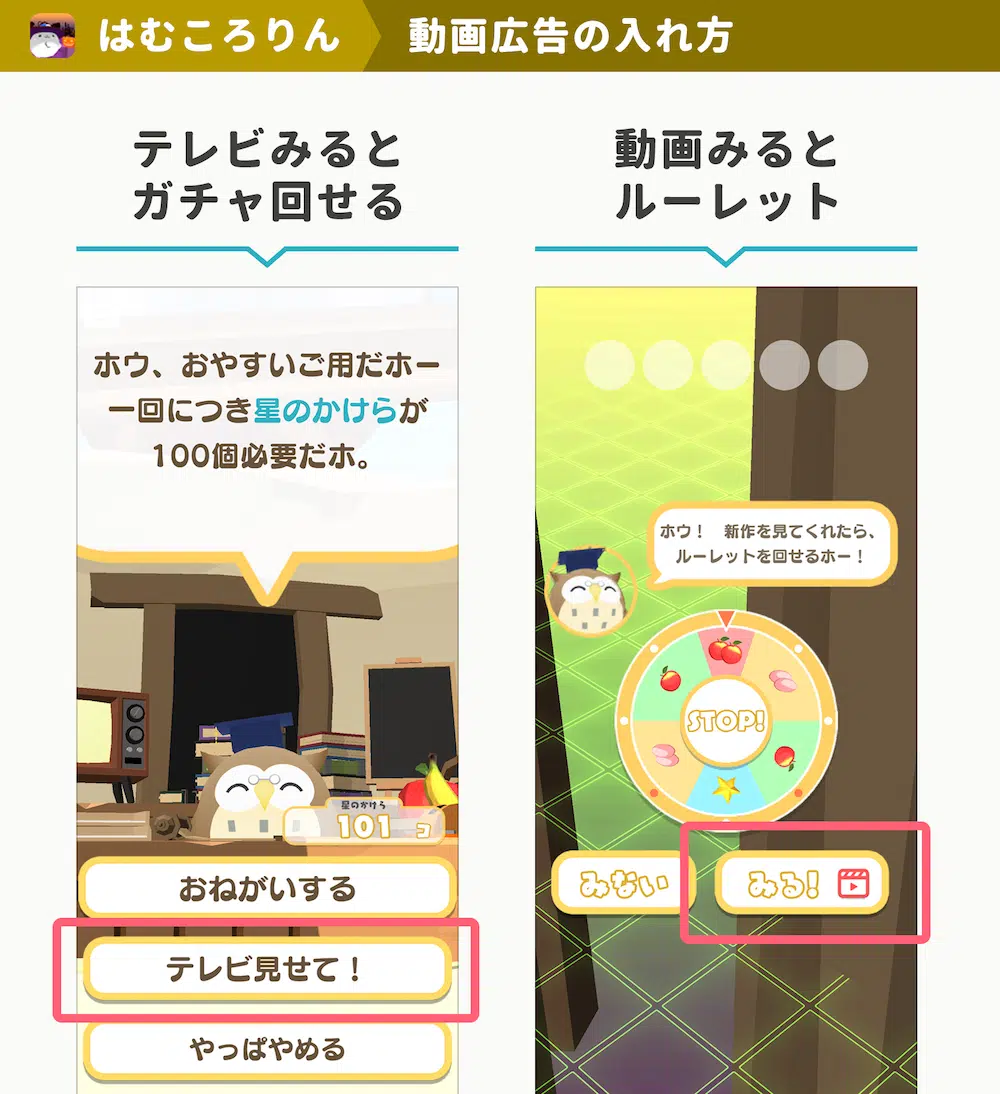 はむころりん
動画広告の入れ方
テレビみると
ガチャ回せる
ホウ、おやすいご用だホー
一回につき星のかけらが
100個必要だホ。
星のかけら
101 コ
おねがいする
テレビ見せて！
やっぱやめる
動画みると
ルーレット
ホウ！　新作を見てくれたら、
ルーレットを回せるホー！
STOP!
みない
みる!